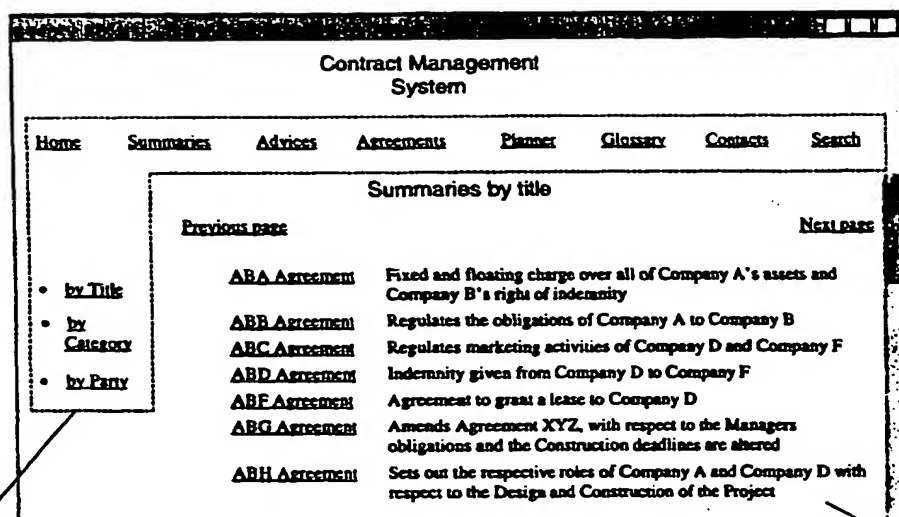 Contract Management
System
Home Summaries Advices Agreements Planner Glossary Contacts Search
Summaries by title
Previous page Next page
• by Title
• by
Category
• by Party
ABA Agreement Fixed and floating charge over all of Company A's assets and
Company B's right of indemnity
ABB Agreement Regulates the obligations of Company A to Company B
ABC Agreement Regulates marketing activities of Company D and Company F
ABD Agreement Indemnity given from Company D to Company F
ABF Agreement Agreement to grant a lease to Company D
ABG Agreement Amends Agreement XYZ, with respect to the Managers
obligations and the Construction deadlines are altered
ABH Agreement Sets out the respective roles of Company A and Company D with
respect to the Design and Construction of the Project